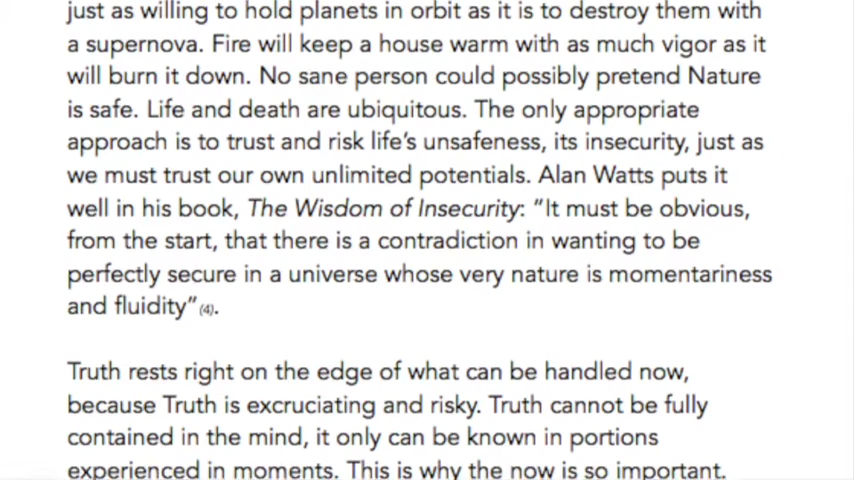 just as willing to hold planets in orbit as it is to destroy them with
a supernova. Fire will keep a house warm with as much vigor as it
will burn it down. No sane person could possibly pretend Nature
is safe. Life and death are ubiquitous. The only appropriate
approach is to trust and risk life’s unsafeness, its insecurity, just as
we must trust our own unlimited potentials. Alan Watts puts it
well in his book, The Wisdom of Insecurity: “It must be obvious,
from the start, that there is a contradiction in wanting to be
perfectly secure in a universe whose very nature is momentariness
and fluidity”(4).
Truth rests right on the edge of what can be handled now,
because Truth is excruciating and risky. Truth cannot be fully
contained in the mind, it only can be known in portions
experienced in moments. This is why the now is so important.